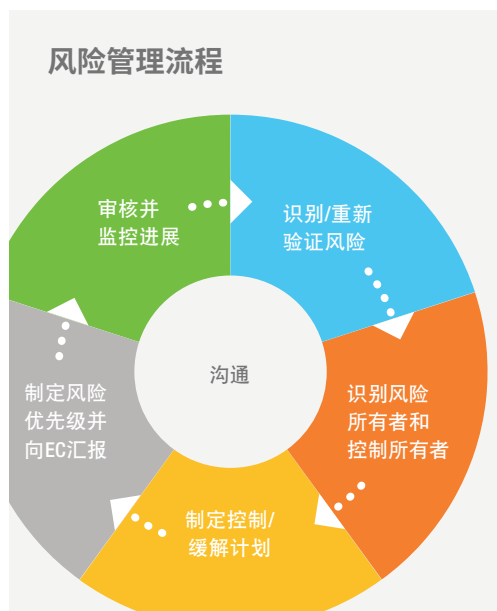 风险管理流程
识别/重新
验证风险
识别风险
所有者和
控制所有者
制定控制/
缓解计划
制定风险
优先级并
向EC汇报
审核并
监控进展
沟通